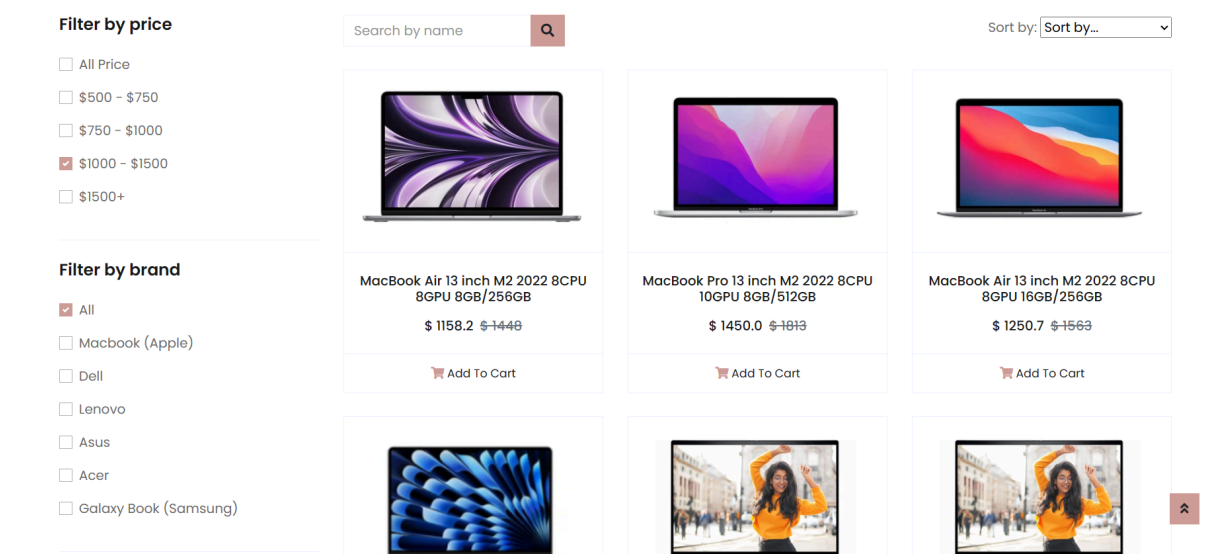 Filter by price
All Price
$500 - $750
$750 - $1000
$1000 - $1500
$1500+
Filter by brand
All
Macbook (Apple)
Dell
Lenovo
Asus
Acer
Galaxy Book (Samsung)
Search by name
Sort by: Sort by...
MacBook Air 13 inch M2 2022 8CPU
8GPU 8GB/256GB
$ 1158.2 $ 1448
Add To Cart
MacBook Pro 13 inch M2 2022 8CPU
10GPU 8GB/512GB
$ 1450.0 $ 1813
Add To Cart
MacBook Air 13 inch M2 2022 8CPU
8GPU 16GB/256GB
$ 1250.7 $ 1563
Add To Cart